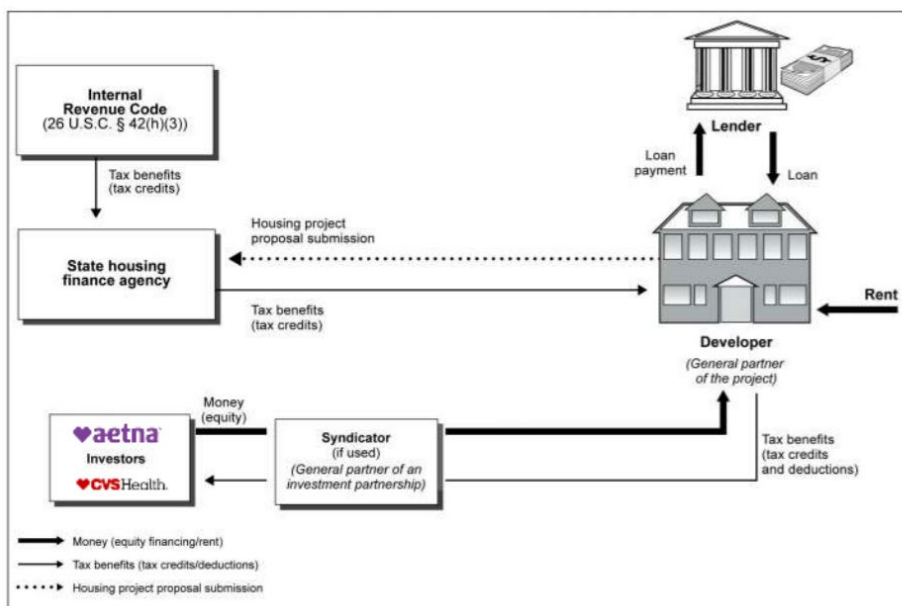 Internal
Revenue Code
(26 U.S.C. § 42(h)(3))
Tax benefits
(tax credits)
State housing
finance agency
Housing project
proposal submission
Tax benefits
(tax credits)
Lender
Loan
payment
Loan
Rent
Developer
(General partner
of the project)
Money
(equity)
aetna
Investors
CVSHealth.
Syndicator
(if used)
(General partner of an
investment partnership)
Tax benefits
(tax credits
and deductions)
Money (equity financing/rent)
Tax benefits (tax credits/deductions)
Housing project proposal submission